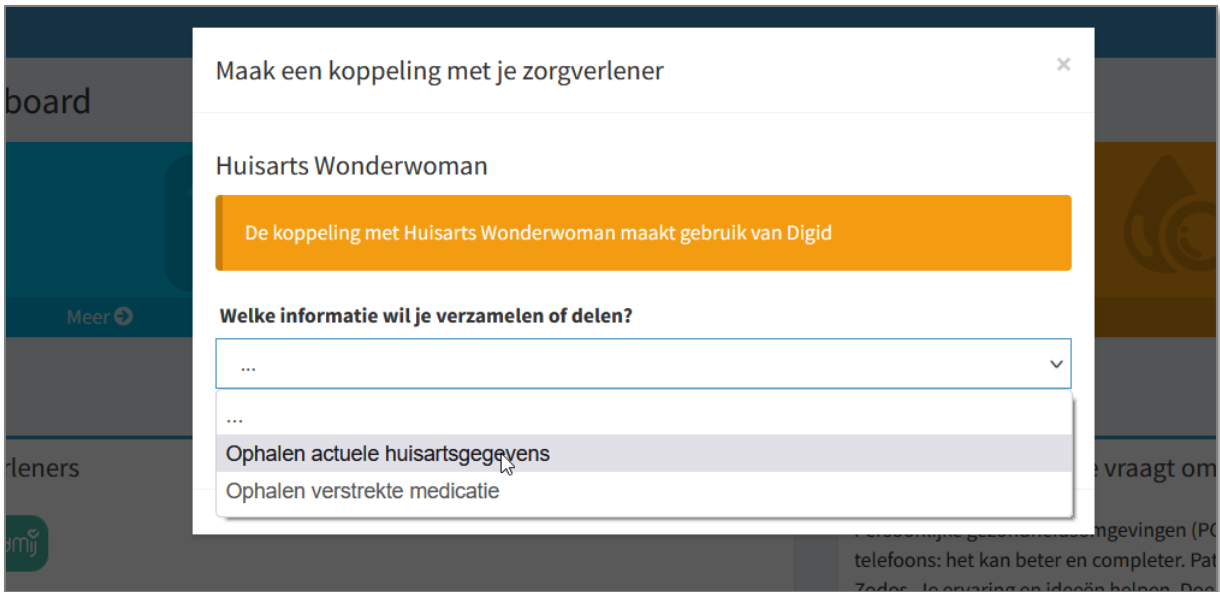 Maak een koppeling met je zorgverlener
×
board
Huisarts Wonderwoman
De koppeling met Huisarts Wonderwoman maakt gebruik van Digid
Meer
Welke informatie wil je verzamelen of delen?
...
...
Ophalen actuele huisartsgegevens
rleners
vraagt om
Ophalen verstrekte medicatie
mij
Persoonlijke gezondheidsomgevingen (PG
telefoons: het kan beter en completer. Pat
Zodos. Je ervaring en ideeën helpen. Doe